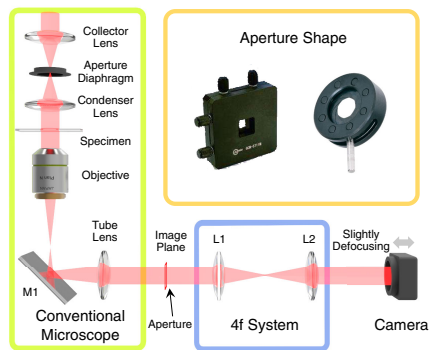 Collector
Lens
Aperture
Diaphragm
Condenser
Lens
Specimen
Objective
Tube
Lens
M1
Conventional
Microscope
Aperture Shape
Image
Plane
Aperture
L1
L2
4f System
Slightly
Defocusing
Camera